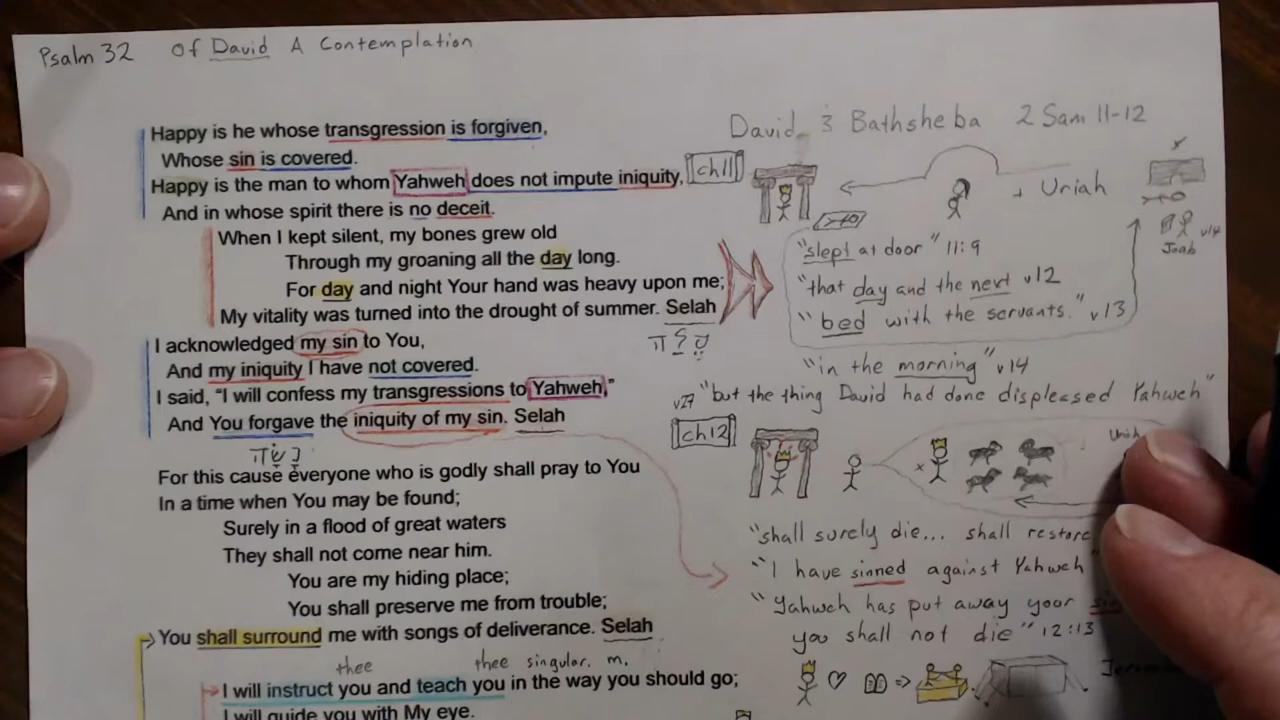 Psalm 32 Of David A Contemplation
Happy is he whose transgression is forgiven,
Whose sin is covered.
Happy is the man to whom Yahweh does not impute iniquity,
And in whose spirit there is no deceit.
When I kept silent, my bones grew old
Through my groaning all the day long.
For day and night Your hand was heavy upon me;
My vitality was turned into the drought of summer. Selah
I acknowledged my sin to You,
And my iniquity I have not covered.
I said, "I will confess my transgressions to Yahweh,"
And You forgave the iniquity of my sin. Selah
For this cause everyone who is godly shall pray to You
In a time when You may be found;
Surely in a flood of great waters
They shall not come near him.
You are my hiding place;
You shall preserve me from trouble;
You shall surround me with songs of deliverance. Selah
thee thee singular. m.
I will instruct you and teach you in the way you should go;
I will guide you with My eye.
David & Bathsheba 2 Sam 11-12
ch11
Uriah
v14
Joab
"slept at door" 11:9
"that day and the next v12
"bed with the servants." v13
"in the morning" v14
v27 "but the thing David had done displeased Yahweh"
ch12
"shall surely die... shall restore
"I have sinned against Yahweh"
"Yahweh has put away your
you shall not die" 12:13